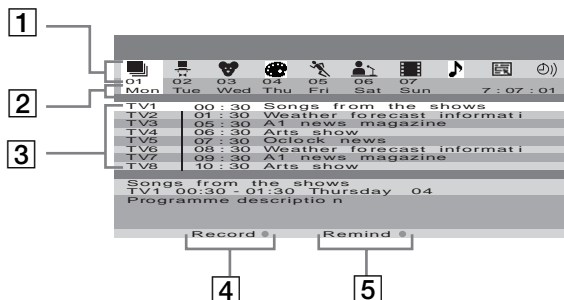 1
01 02 03 04 05 06 07
2
Mon Tue Wed Thu Fri Sat Sun 7:07:01
TV1 00:30 Songs from the shows
TV2 01:30 Weather forecast informati
TV3 05:30 A1 news magazine
3
TV4 06:30 Arts show
TV5 07:30 Oclock news
TV6 08:30 Weather forecast informati
TV7 09:30 A1 news magazine
TV8 10:30 Arts show
Songs from the shows
TV1 00:30 - 01:30 Thursday 04
Programme descriptio n
Record Remind
4 5